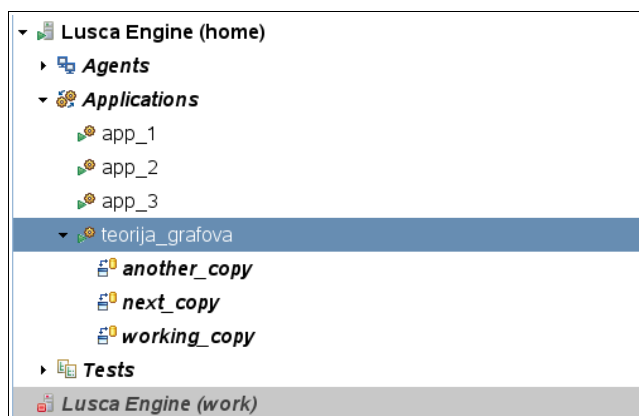 Lusca Engine (home)
Agents
Applications
app_1
app_2
app_3
teorija_grafova
another_copy
next_copy
working_copy
Tests
Lusca Engine (work)